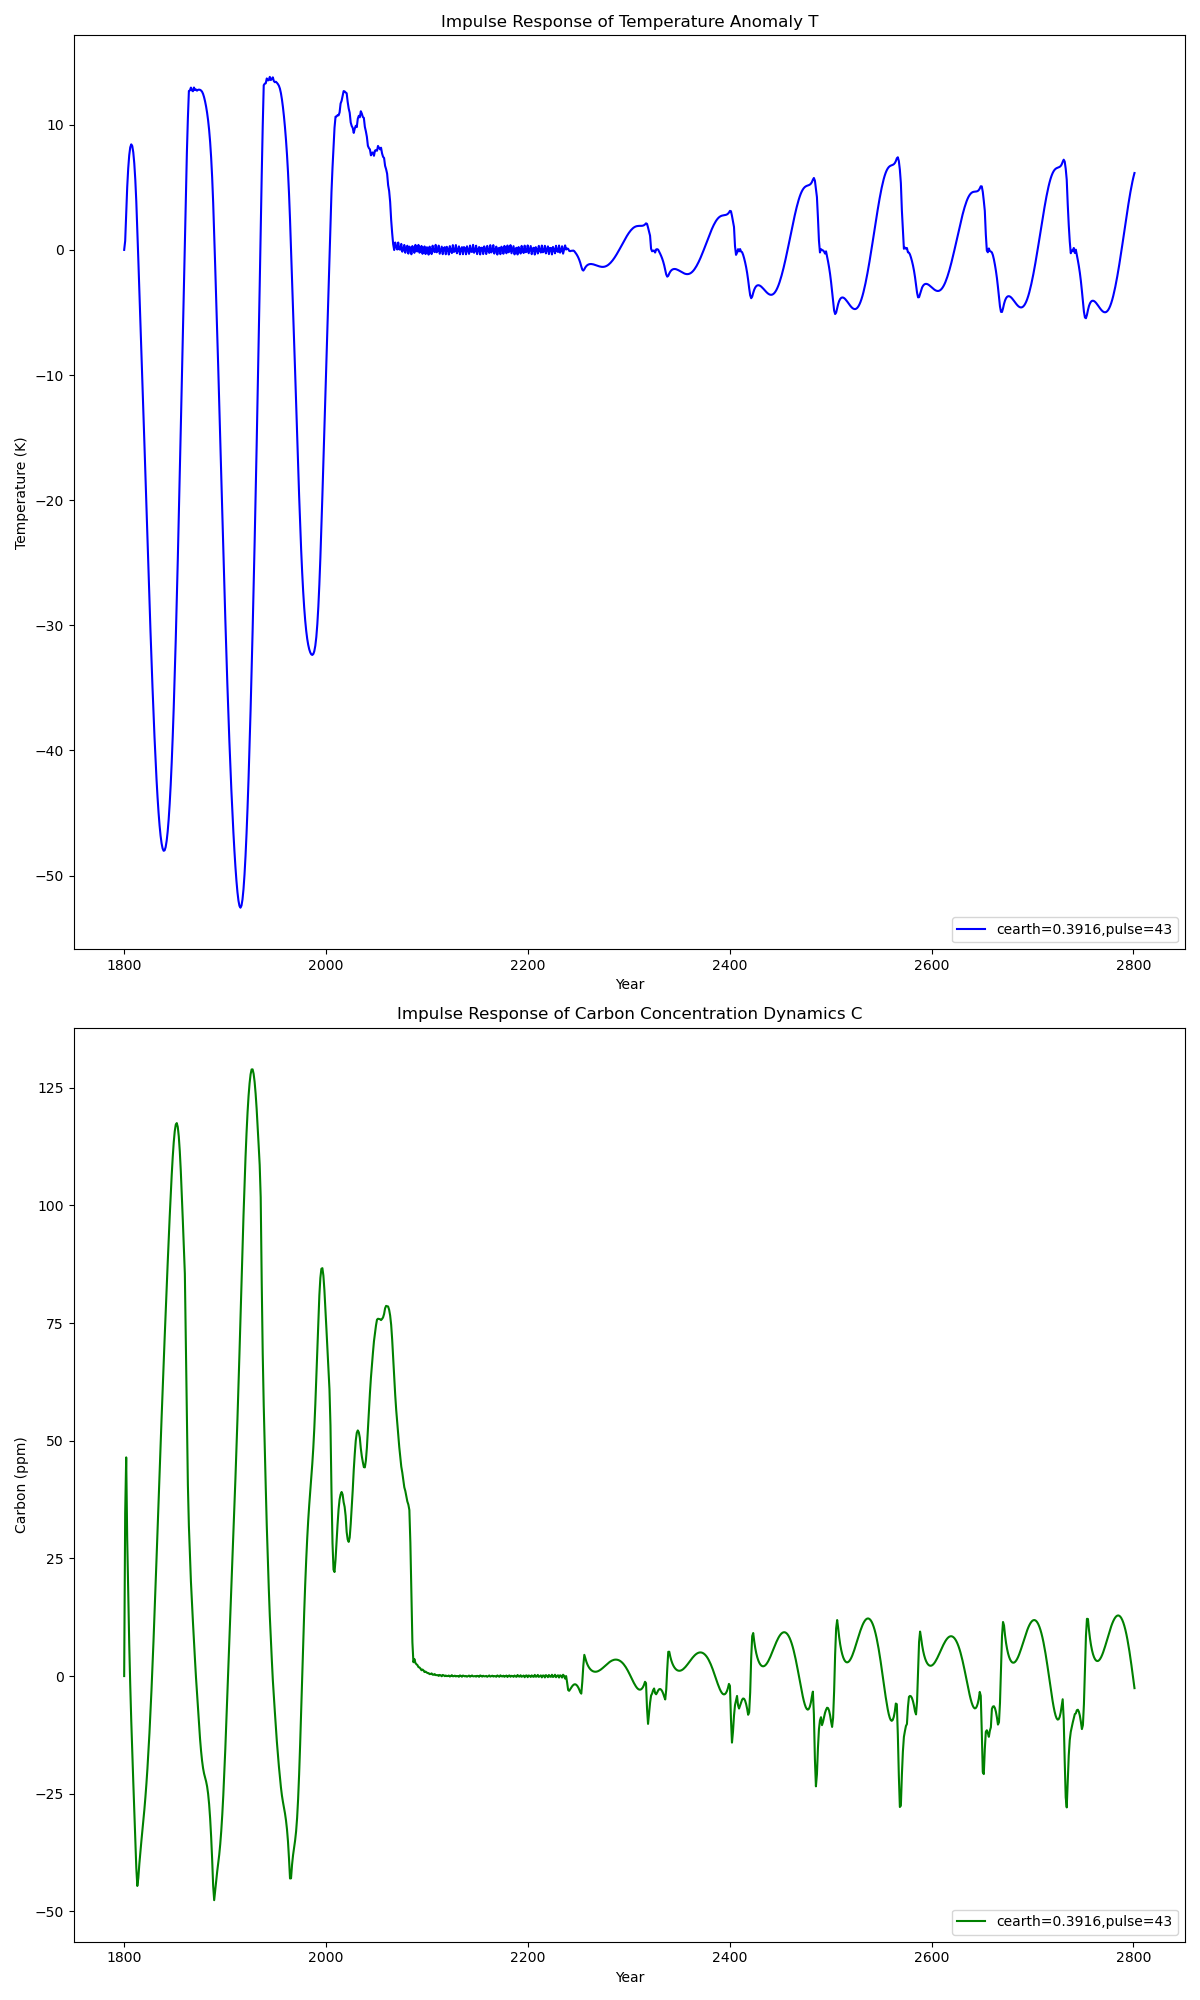 Impulse Response of Temperature Anomaly T
10
0
−10
−20
−30
−40
−50
Temperature (K)
cearth=0.3916,pulse=43
1800 2000 2200 2400 2600 2800
Year
Impulse Response of Carbon Concentration Dynamics C
125
100
75
50
25
0
−25
−50
Carbon (ppm)
cearth=0.3916,pulse=43
1800 2000 2200 2400 2600 2800
Year